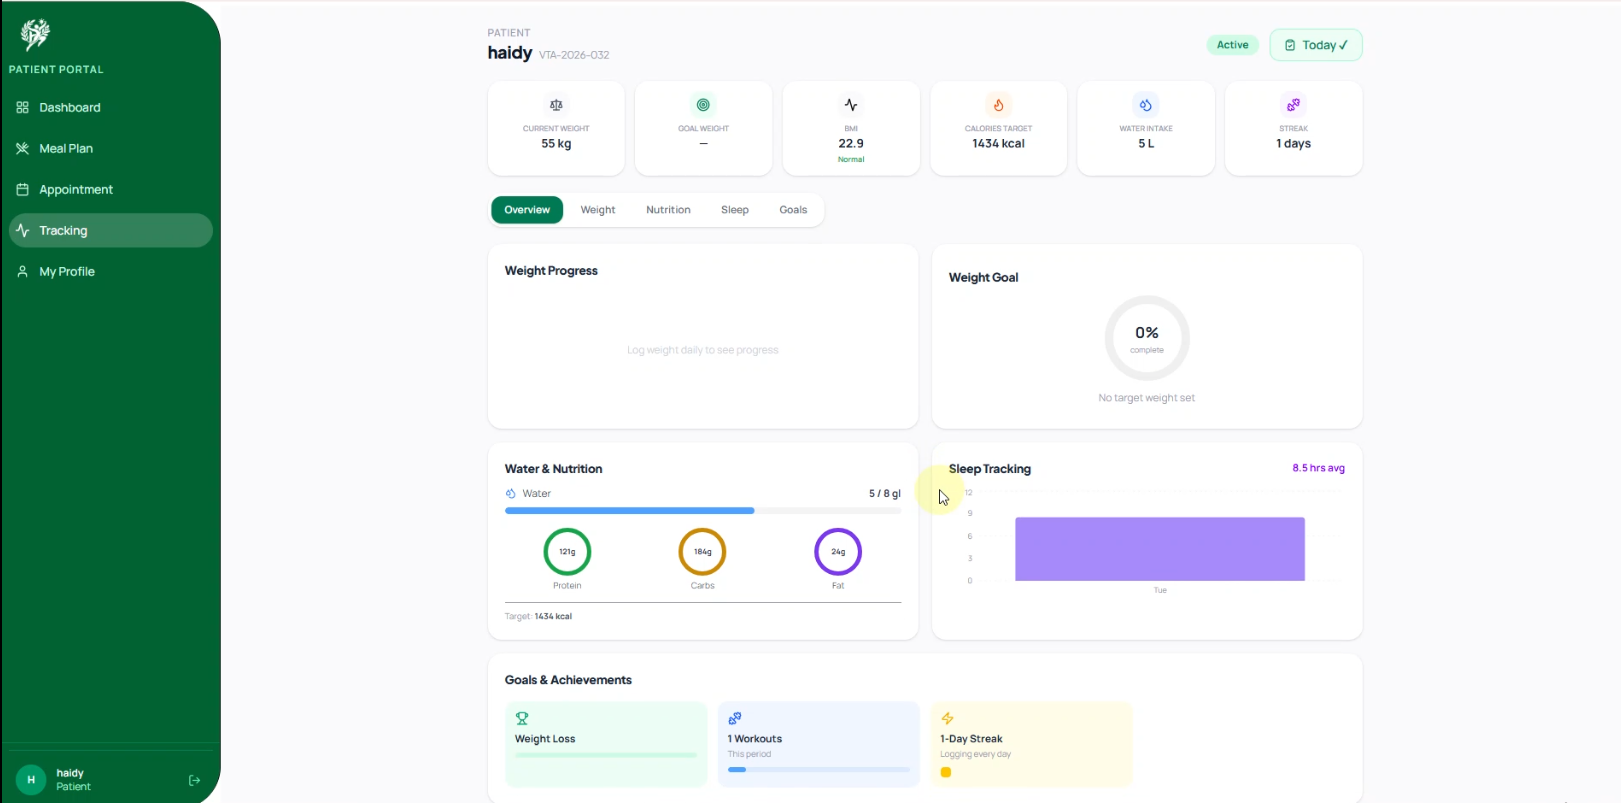 PATIENT PORTAL
Dashboard
Meal Plan
Appointment
Tracking
My Profile
haidy
Patient
H
PATIENT
haidy VTA-2026-032
Active
Today ✓
CURRENT WEIGHT
55 kg
GOAL WEIGHT
—
BMI
22.9
Normal
CALORIES TARGET
1434 kcal
WATER INTAKE
5 L
STREAK
1 days
Overview Weight Nutrition Sleep Goals
Weight Progress
Log weight daily to see progress
Weight Goal
0%
complete
No target weight set
Water & Nutrition
Water 5 / 8 gl
121g 184g 24g
Protein Carbs Fat
Target: 1434 kcal
Sleep Tracking 8.5 hrs avg
12
9
6
3
0
Tue
Goals & Achievements
Weight Loss
1 Workouts
This period
1-Day Streak
Logging every day